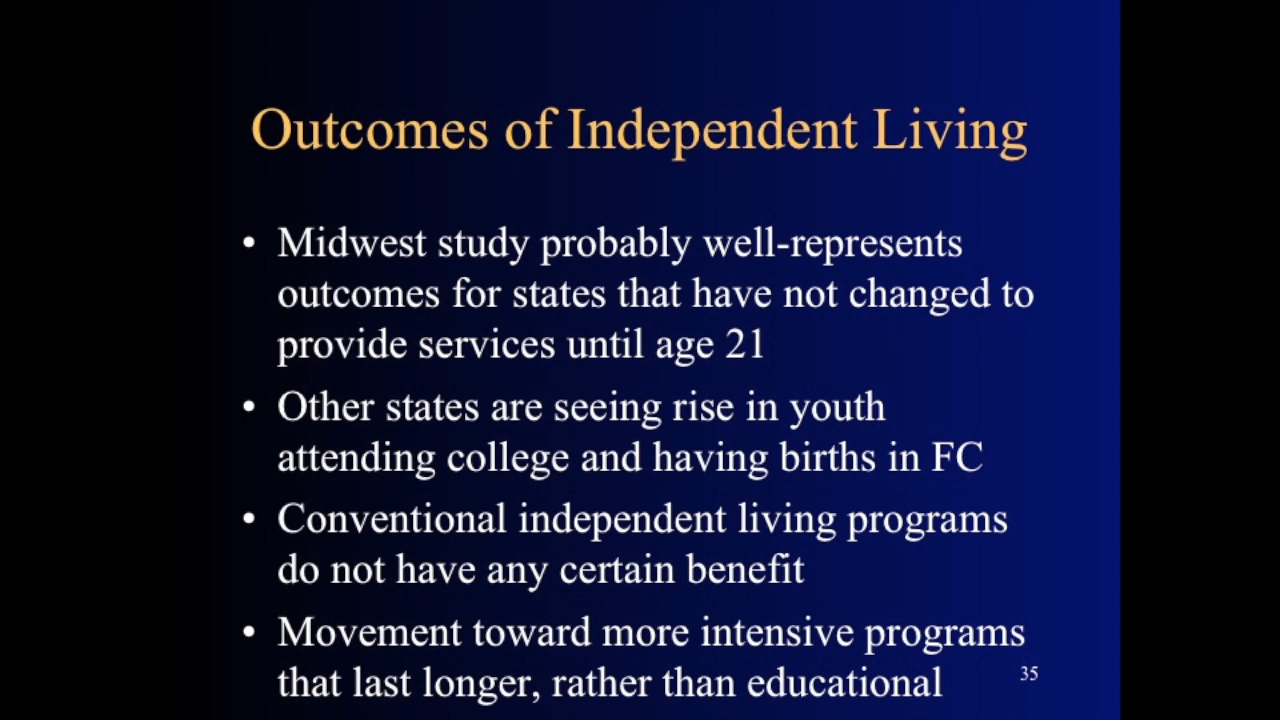 Outcomes of Independent Living
• Midwest study probably well-represents
outcomes for states that have not changed to
provide services until age 21
• Other states are seeing rise in youth
attending college and having births in FC
• Conventional independent living programs
do not have any certain benefit
• Movement toward more intensive programs
that last longer, rather than educational
35